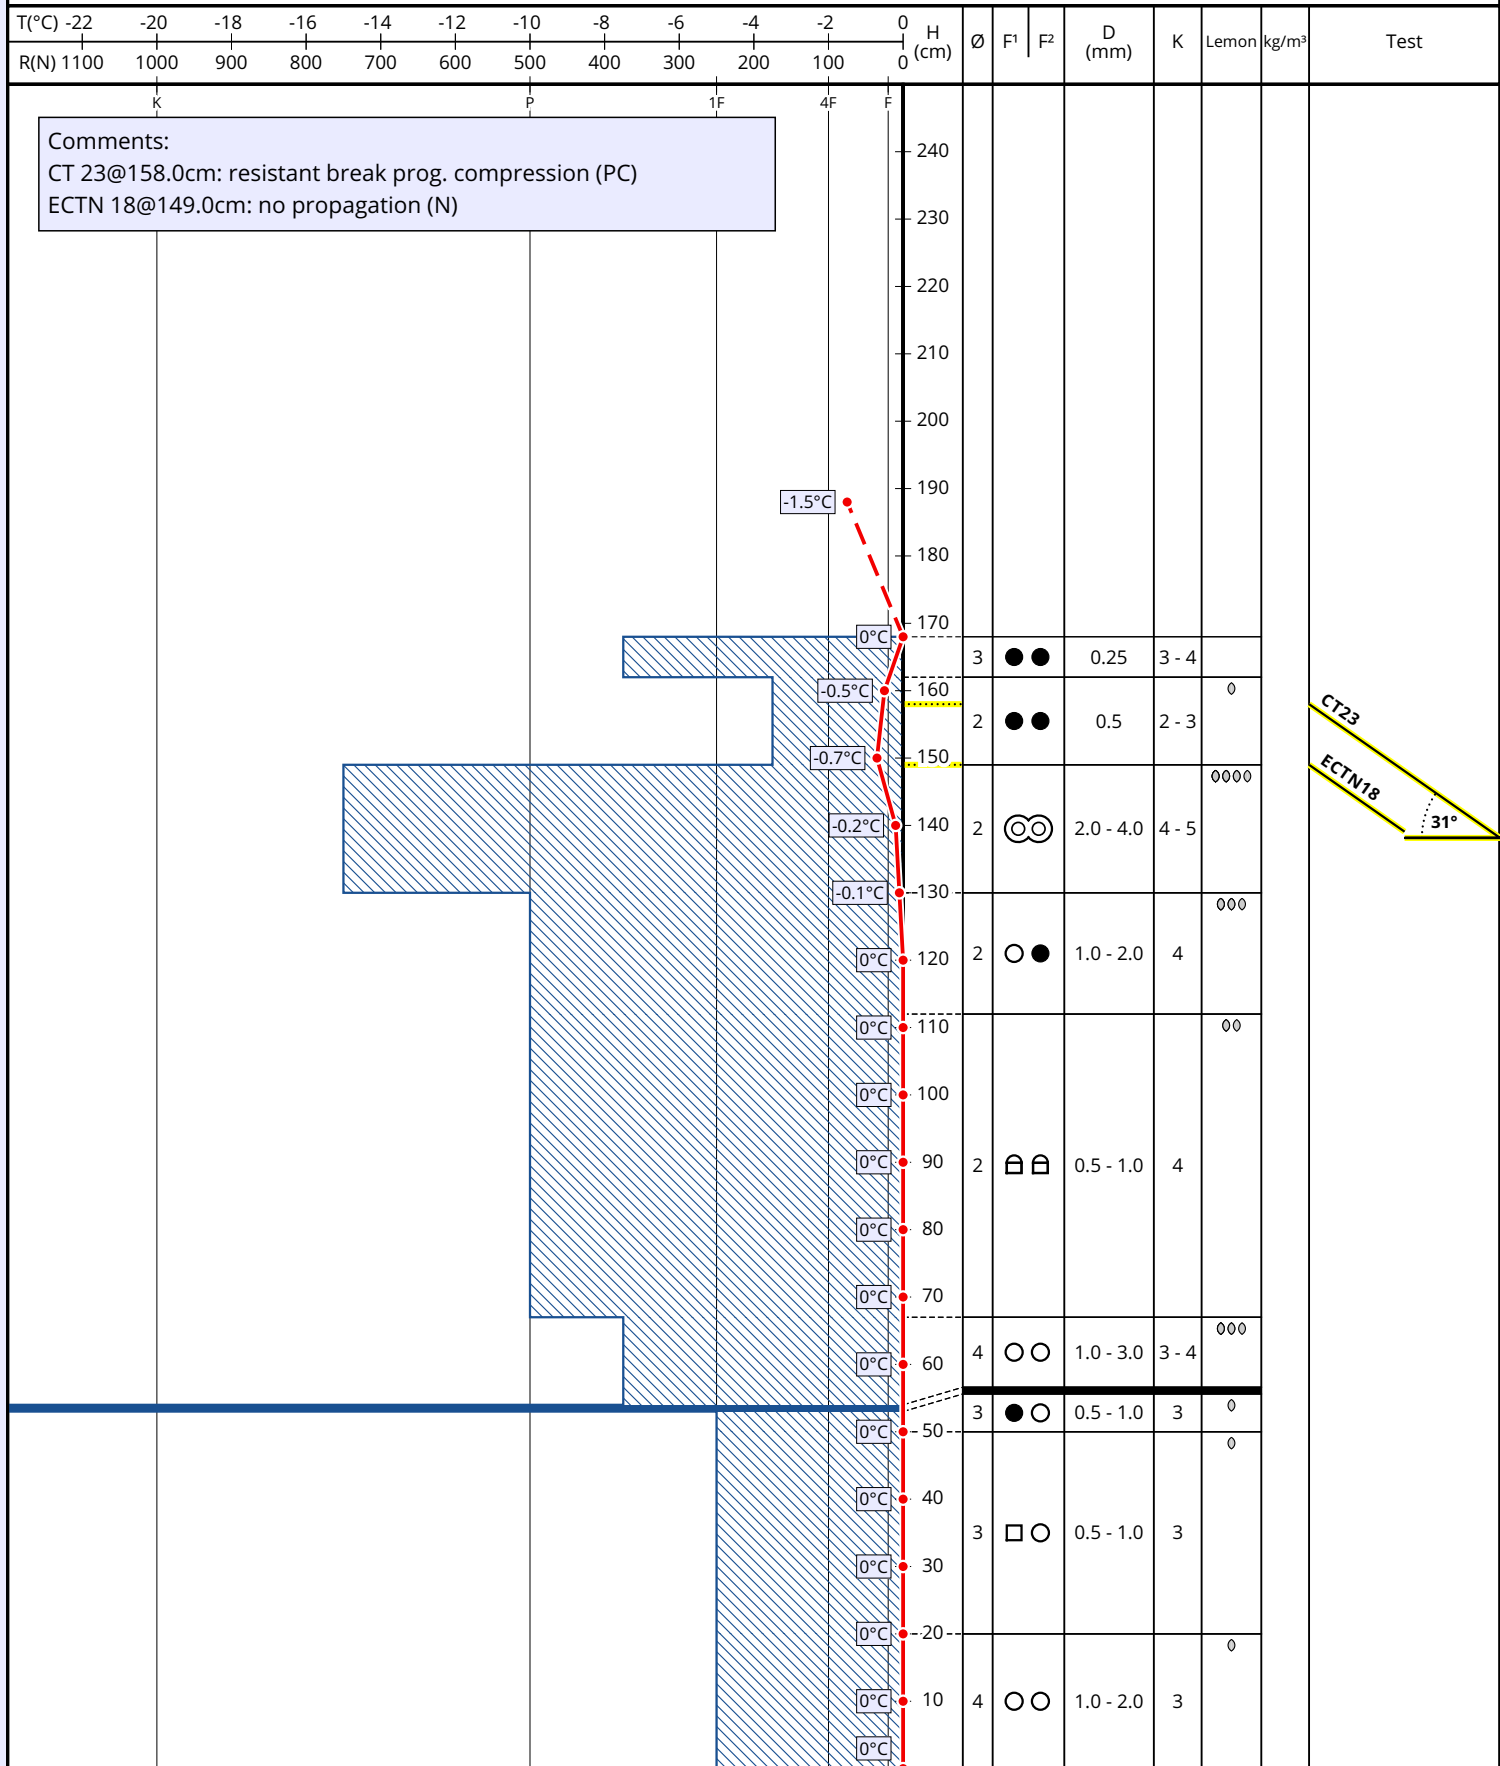 T(°C) -22 -20 -18 -16 -14 -12 -10 -8 -6 -4 -2 0
R(N) 1100 1000 900 800 700 600 500 400 300 200 100 0
H (cm) Ø F¹ F² D (mm) K Lemon kg/m³ Test
K P 1F 4F F
Comments:
CT 23@158.0cm: resistant break prog. compression (PC)
ECTN 18@149.0cm: no propagation (N)
240
230
220
210
200
190
-1.5°C
180
170
0°C
3 0.25 3 - 4
-0.5°C 160
CT23
2 0.5 2 - 3
-0.7°C 150
ECTN18
31°
-0.2°C 140 2 2.0 - 4.0 4 - 5
-0.1°C 130
0°C 120 2 1.0 - 2.0 4
0°C 110
0°C 100
0°C 90 2 0.5 - 1.0 4
0°C 80
0°C 70
0°C 60 4 1.0 - 3.0 3 - 4
3 0.5 - 1.0 3
0°C 50
0°C 40
3 0.5 - 1.0 3
0°C 30
0°C 20
0°C 10 4 1.0 - 2.0 3
0°C